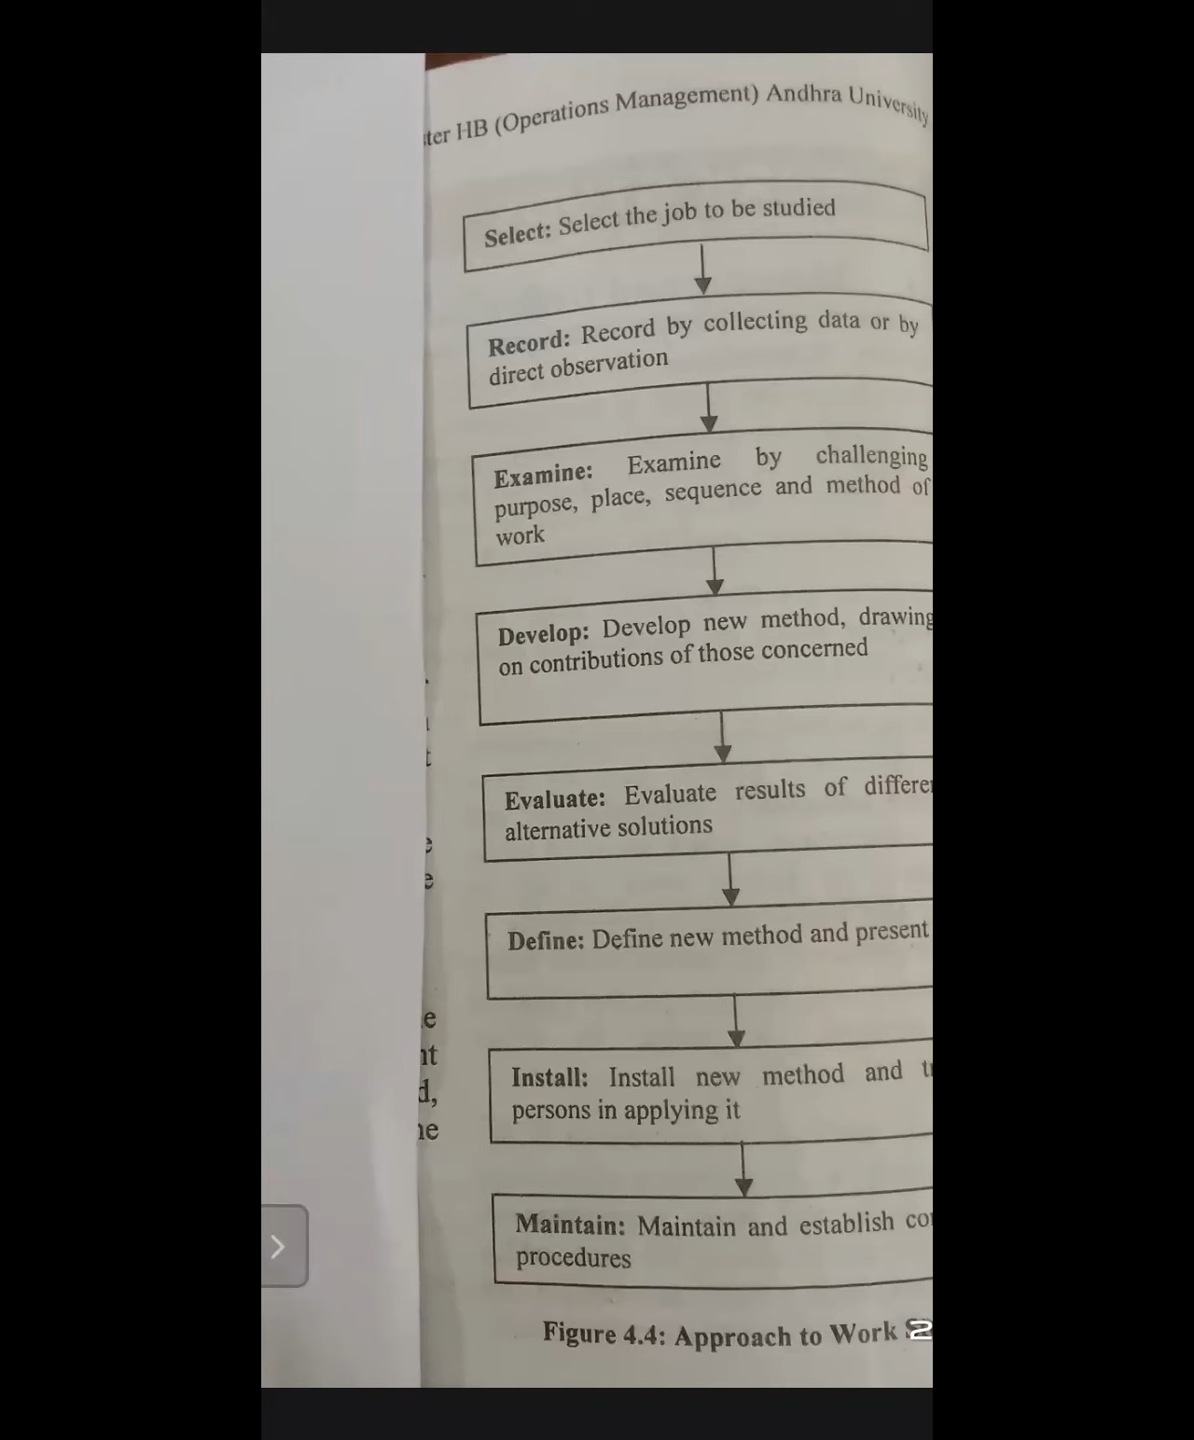 HB (Operations Management) Andhra University
Select: Select the job to be studied
Record: Record by collecting data or by
direct observation
Examine: Examine by challenging
purpose, place, sequence and method of
work
Develop: Develop new method, drawing
on contributions of those concerned
Evaluate: Evaluate results of
alternative solutions
Define: Define new method and present
Install: Install new method and
persons in applying it
Maintain: Maintain and establish
procedures
Figure 4.4: Approach to Work